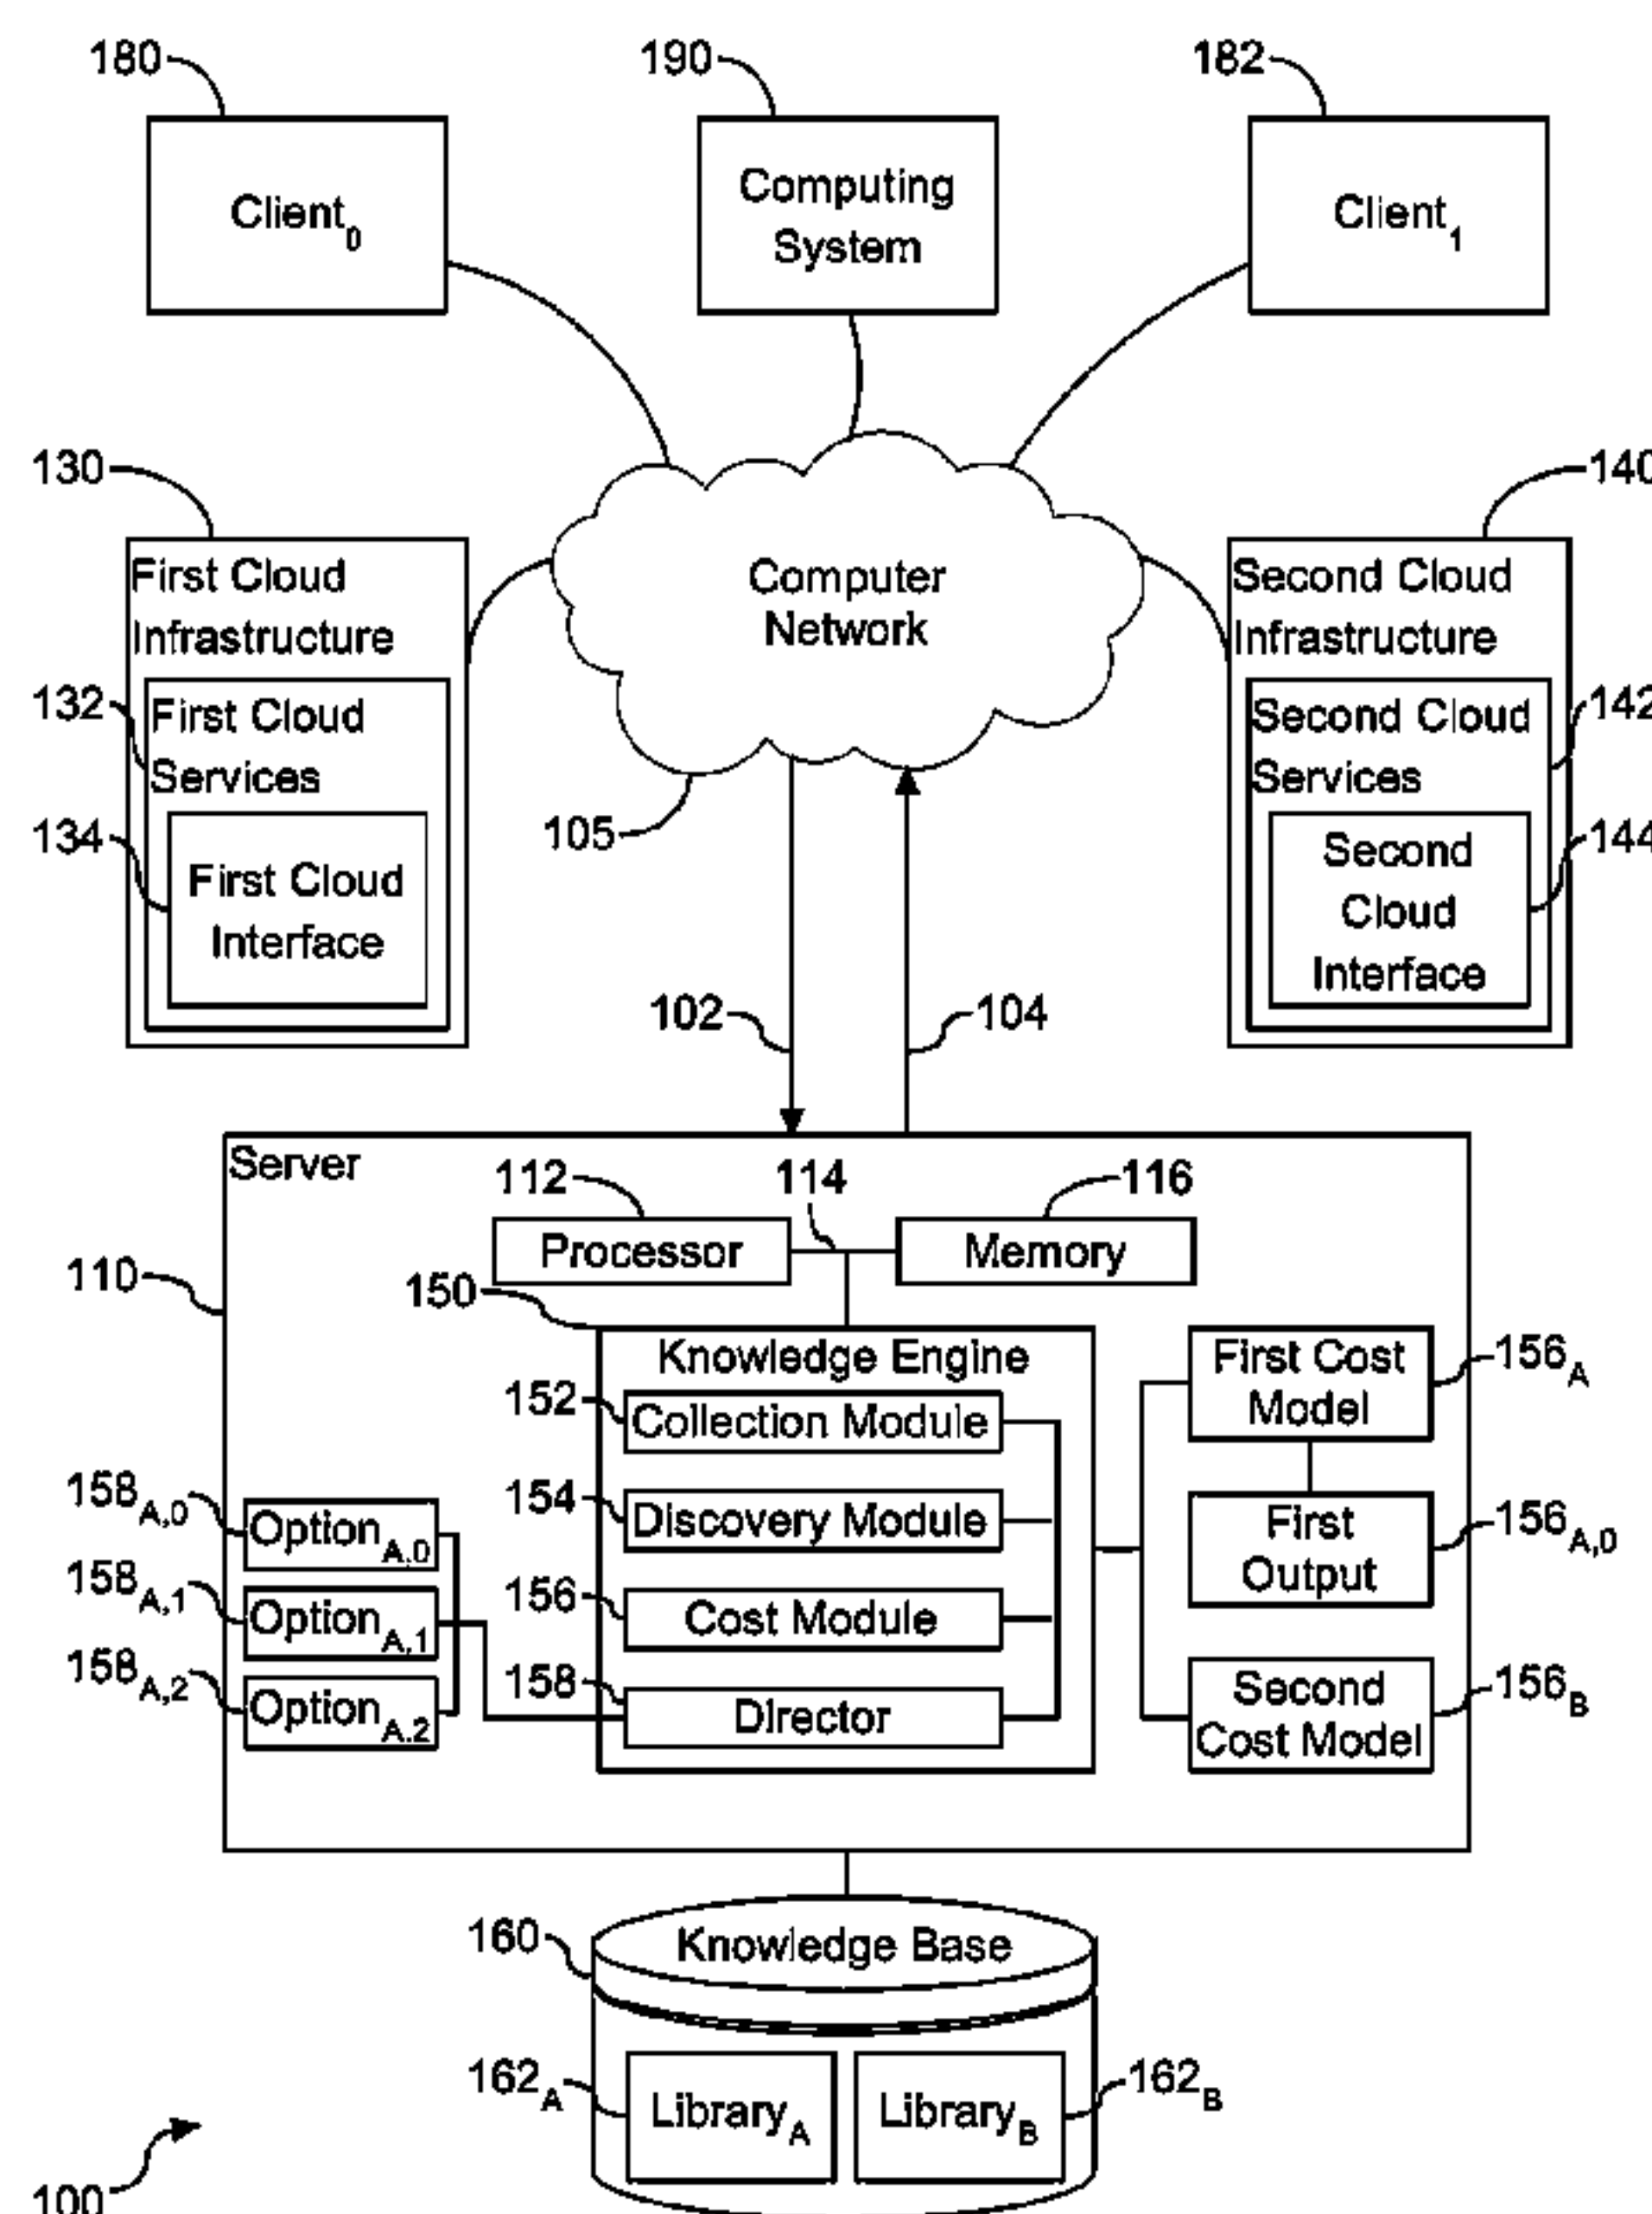 180
190
182
Client0
Computing
System
Client1
130
140
First Cloud
Infrastructure
Computer
Network
Second Cloud
Infrastructure
132
First Cloud
Services
142
Second Cloud
Services
134
First Cloud
Interface
105
144
Second
Cloud
Interface
102
104
Server
112
114
116
110
Processor
Memory
150
Knowledge Engine
First Cost
Model
156A
152
Collection Module
158A,0
OptionA.0
154
Discovery Module
First
Output
156A,0
158A,1
OptionA,1
156
Cost Module
158A,2
OptionA.2
158
Director
Second
Cost Model
156B
160
Knowledge Base
162A
LibraryA
LibraryB
162B
100